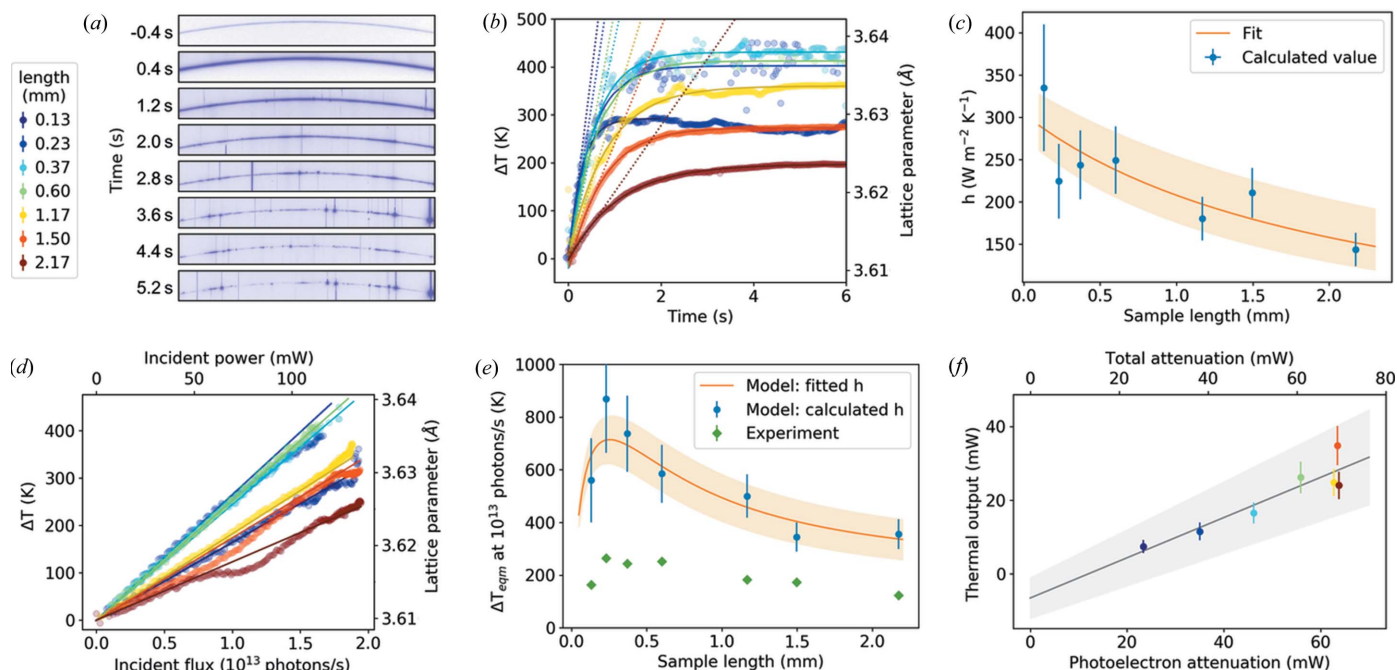 (a)
-0.4 s
0.4 s
1.2 s
2.0 s
2.8 s
3.6 s
4.4 s
5.2 s
Time (s)
length
(mm)
0.13
0.23
0.37
0.60
1.17
1.50
2.17
(b)
500
400
300
200
100
0
ΔT (K)
0 2 4 6
Time (s)
3.64
3.63
3.62
3.61
Lattice parameter (Å)
(c)
400
350
300
250
200
150
h (W m⁻² K⁻¹)
Fit
Calculated value
0.0 0.5 1.0 1.5 2.0
Sample length (mm)
(d)
Incident power (mW)
0 50 100
400
300
200
100
0
ΔT (K)
3.64
3.63
3.62
3.61
Lattice parameter (Å)
0.0 0.5 1.0 1.5 2.0
Incident flux (10¹³ photons/s)
(e)
1000
800
600
400
200
0
ΔT_eqm at 10¹³ photons/s (K)
Model: fitted h
Model: calculated h
Experiment
0.0 0.5 1.0 1.5 2.0
Sample length (mm)
(f)
Total attenuation (mW)
0 20 40 60
40
20
0
Thermal output (mW)
0 20 40 60
Photoelectron attenuation (mW)